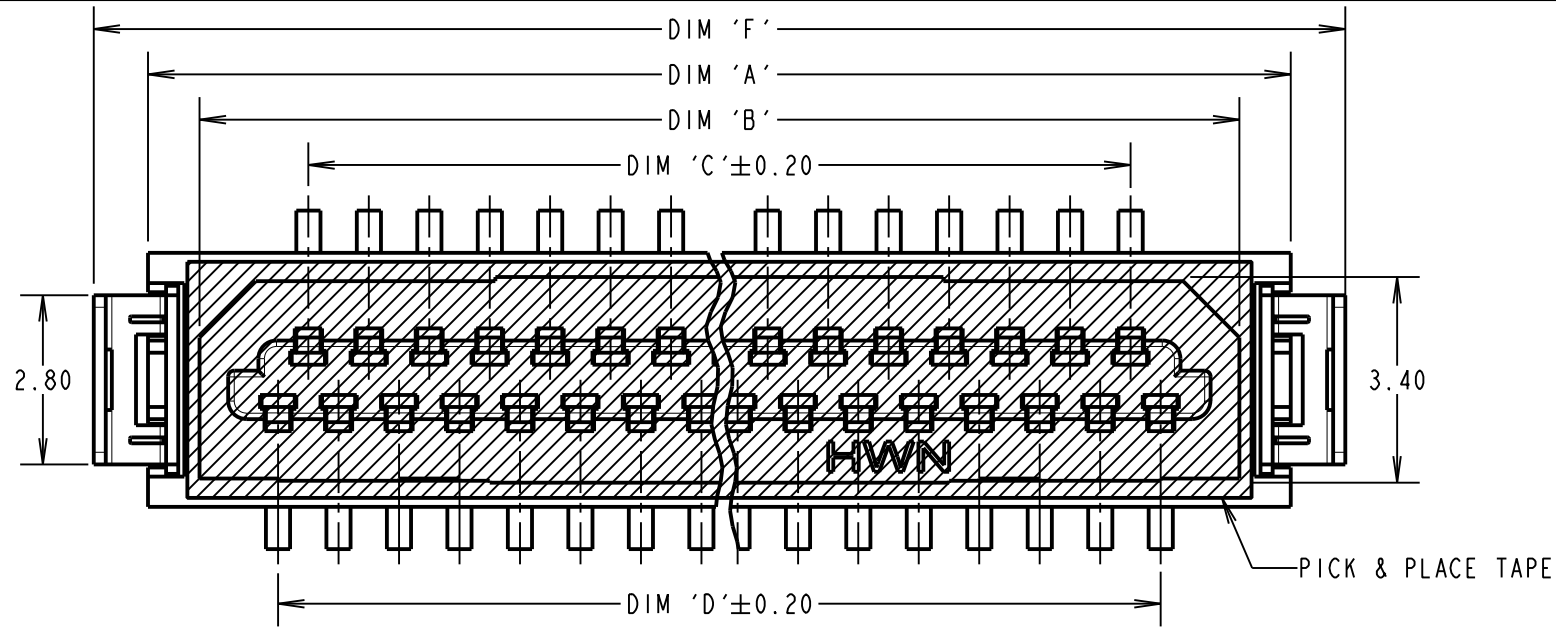 DIM 'F'
DIM 'A'
DIM 'B'
DIM 'C'±0.20
2.80
3.40
HWN
PICK & PLACE TAPE
DIM 'D'±0.20